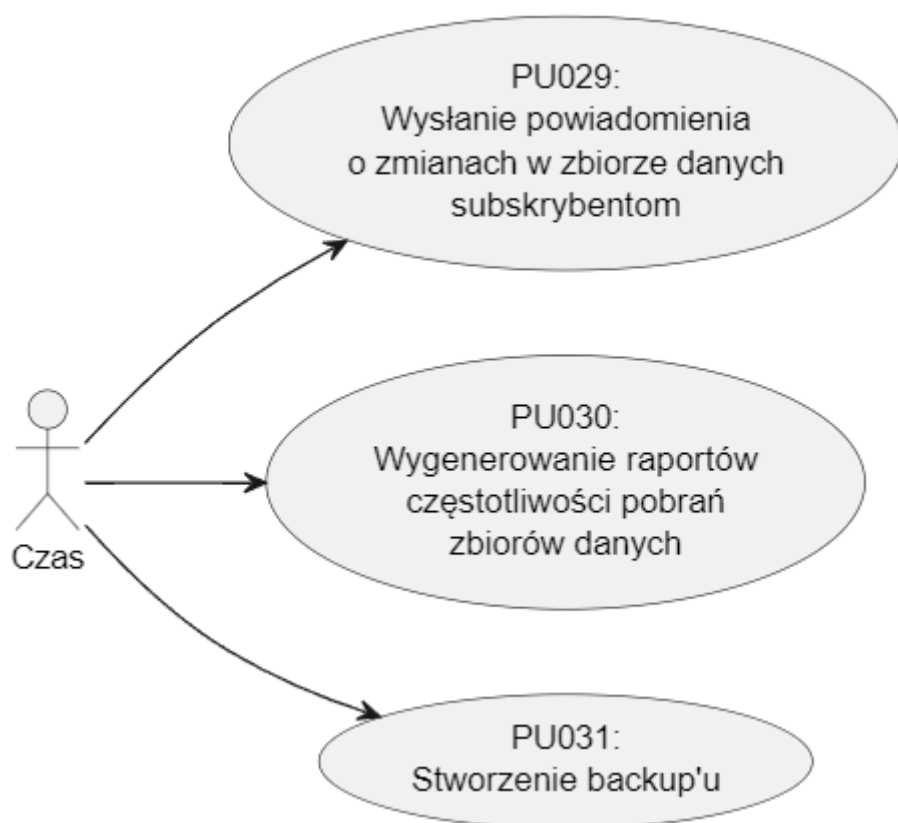 PU029:
Wysłanie powiadomienia
o zmianach w zbiorze danych
subskrybentom
PU030:
Wygenerowanie raportów
częstotliwości pobrań
zbiorów danych
Czas
PU031:
Stworzenie backup'u